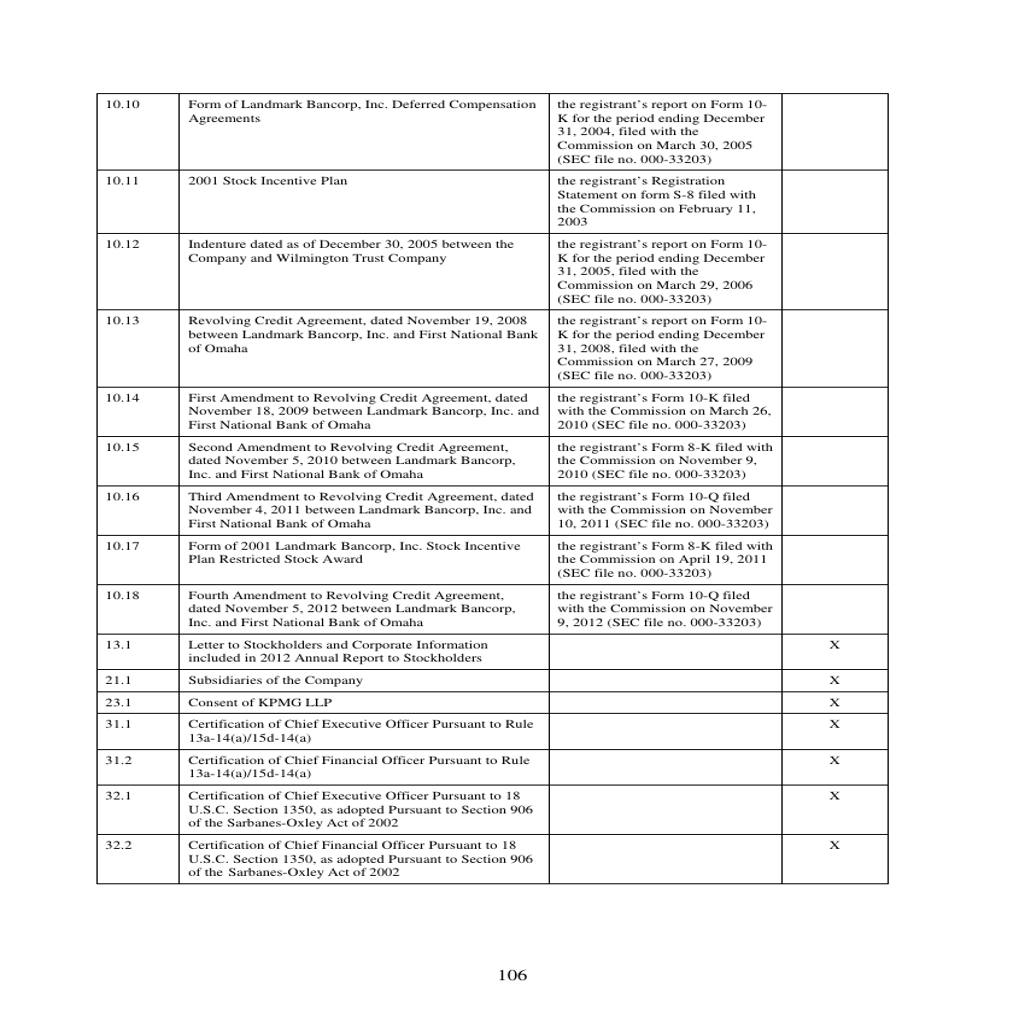 10.10
Form of Landmark Bancorp, Inc. Deferred Compensation
Agreements
the registrant's report on Form 10-
K for the period ending December
31, 2004, filed with the
Commission on March 30, 2005
(SEC file no. 000-33203)
10.11
2001 Stock Incentive Plan
the registrant's Registration
Statement on form S-8 filed with
the Commission on February 11,
2003
10.12
Indenture dated as of December 30, 2005 between the
Company and Wilmington Trust Company
the registrant's report on Form 10-
K for the period ending December
31, 2005, filed with the
Commission on March 29, 2006
(SEC file no. 000-33203)
10.13
Revolving Credit Agreement, dated November 19, 2008
between Landmark Bancorp, Inc. and First National Bank
of Omaha
the registrant's report on Form 10-
K for the period ending December
31, 2008, filed with the
Commission on March 27, 2009
(SEC file no. 000-33203)
10.14
First Amendment to Revolving Credit Agreement, dated
November 18, 2009 between Landmark Bancorp, Inc. and
First National Bank of Omaha
the registrant's Form 10-K filed
with the Commission on March 26,
2010 (SEC file no. 000-33203)
10.15
Second Amendment to Revolving Credit Agreement,
dated November 5, 2010 between Landmark Bancorp,
Inc. and First National Bank of Omaha
the registrant's Form 8-K filed with
the Commission on November 9,
2010 (SEC file no. 000-33203)
10.16
Third Amendment to Revolving Credit Agreement, dated
November 4, 2011 between Landmark Bancorp, Inc. and
First National Bank of Omaha
the registrant's Form 10-Q filed
with the Commission on November
10, 2011 (SEC file no. 000-33203)
10.17
Form of 2001 Landmark Bancorp, Inc. Stock Incentive
Plan Restricted Stock Award
the registrant's Form 8-K filed with
the Commission on April 19, 2011
(SEC file no. 000-33203)
10.18
Fourth Amendment to Revolving Credit Agreement,
dated November 5, 2012 between Landmark Bancorp,
Inc. and First National Bank of Omaha
the registrant's Form 10-Q filed
with the Commission on November
9, 2012 (SEC file no. 000-33203)
13.1
Letter to Stockholders and Corporate Information
included in 2012 Annual Report to Stockholders
X
21.1
Subsidiaries of the Company
X
23.1
Consent of KPMG LLP
X
31.1
Certification of Chief Executive Officer Pursuant to Rule
13a-14(a)/15d-14(a)
X
31.2
Certification of Chief Financial Officer Pursuant to Rule
13a-14(a)/15d-14(a)
X
32.1
Certification of Chief Executive Officer Pursuant to 18
U.S.C. Section 1350, as adopted Pursuant to Section 906
of the Sarbanes-Oxley Act of 2002
X
32.2
Certification of Chief Financial Officer Pursuant to 18
U.S.C. Section 1350, as adopted Pursuant to Section 906
of the Sarbanes-Oxley Act of 2002
X
106